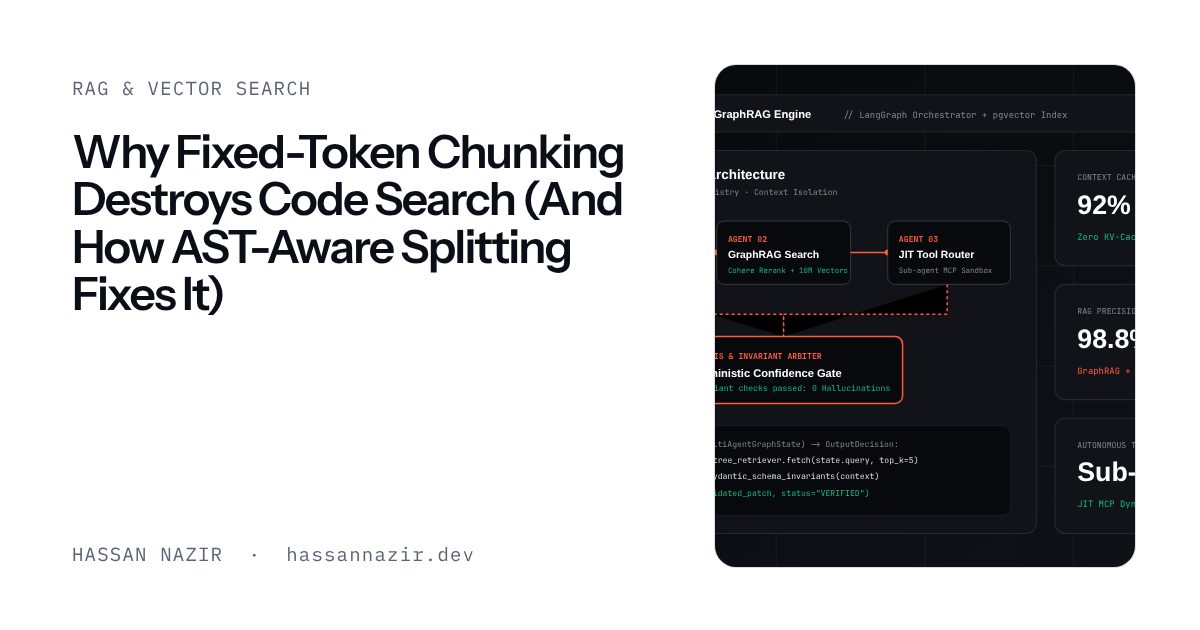 RAG & VECTOR SEARCH
Why Fixed-Token Chunking
Destroys Code Search (And
How AST-Aware Splitting
Fixes It)
HASSAN NAZIR · hassannazir.dev
GraphRAG Engine // LangGraph Orchestrator + pgvector Index
rchitecture
istry · Context Isolation
AGENT 02
GraphRAG Search
Cohere Rerank + 10M Vectors
AGENT 03
JIT Tool Router
Sub-agent MCP Sandbox
IS & INVARIANT ARBITER
ministic Confidence Gate
iant checks passed: 0 Hallucinations
ltiAgentGraphState) → OutputDecision:
tree_retriever.fetch(state.query, top_k=5)
ydantic_schema_invariants(context)
idated_patch, status="VERIFIED")
CONTEXT CACH
92%
Zero KV-Cac
RAG PRECISIO
98.8%
GraphRAG +
AUTONOMOUS T
Sub-
JIT MCP Dyn